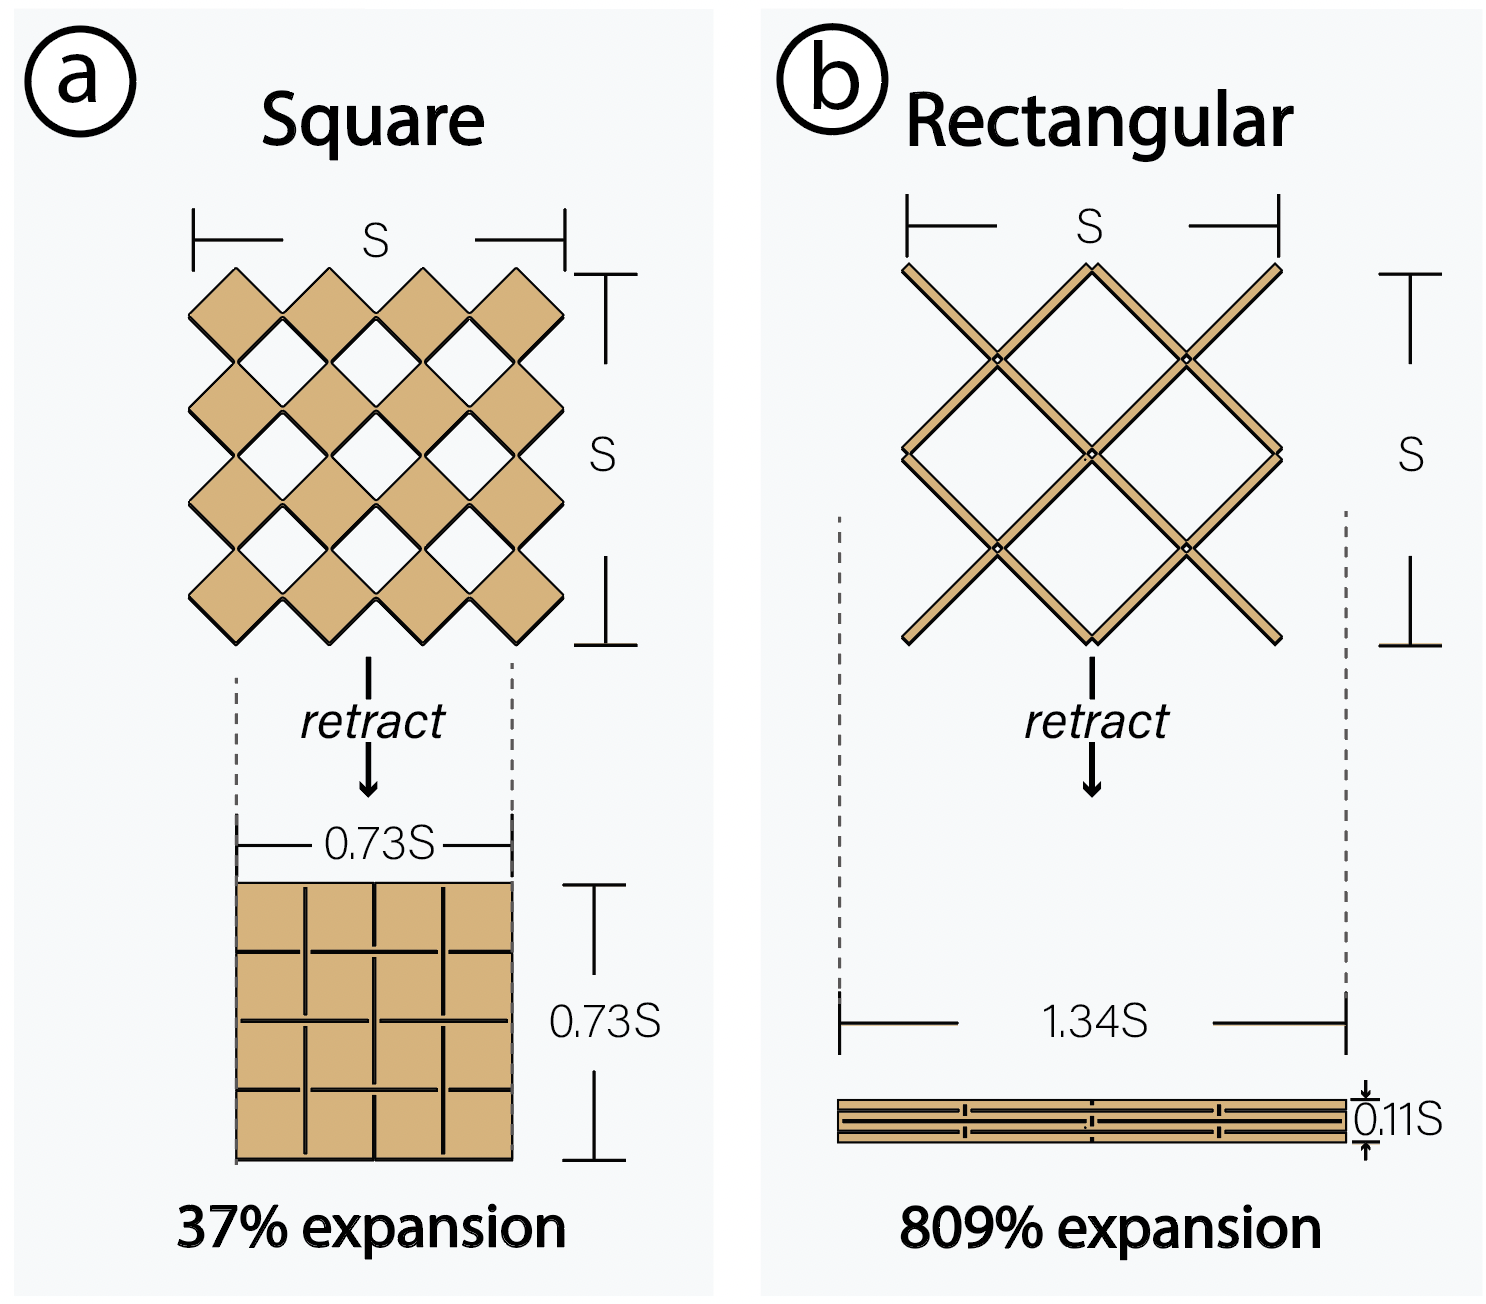 a
Square
S
S
retract
0.73S
0.73S
37% expansion
b
Rectangular
S
S
retract
1.34S
0.11S
809% expansion